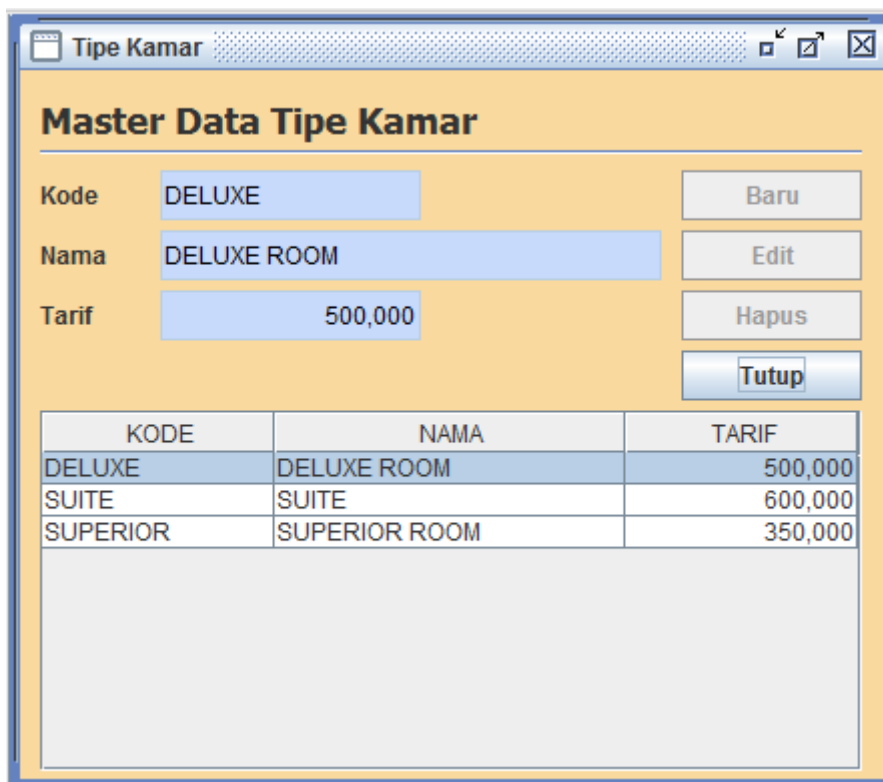 Tipe Kamar
Master Data Tipe Kamar
Kode DELUXE Baru
Nama DELUXE ROOM Edit
Tarif 500,000 Hapus
Tutup
KODE NAMA TARIF
DELUXE DELUXE ROOM 500,000
SUITE SUITE 600,000
SUPERIOR SUPERIOR ROOM 350,000